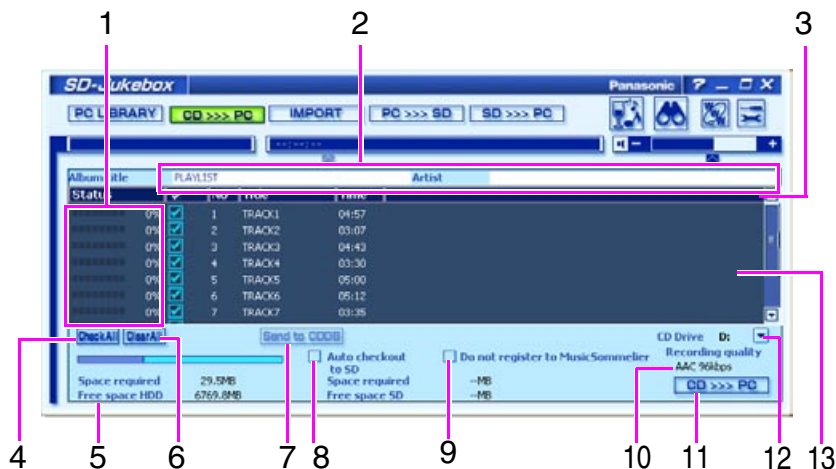 1 2 3
SD-Jukebox Panasonic ? _ X
PC LIBRARY CD >>> PC IMPORT PC >>> SD SD >>> PC
--:--:--
- +
Album title PLAYLIST Artist
Status No Title Time
0% 1 TRACK1 04:57
0% 2 TRACK2 03:07
0% 3 TRACK3 04:43
0% 4 TRACK4 03:30
0% 5 TRACK5 05:00
0% 6 TRACK6 05:12
0% 7 TRACK7 03:35
CheckAll ClearAll Send to CDDB CD Drive D:
Auto checkout to SD Do not register to MusicSommelier Recording quality
AAC 96kbps
Space required 29.5MB Space required --MB CD >>> PC
Free space HDD 6769.8MB Free space SD --MB
4 5 6 7 8 9 10 11 12 13